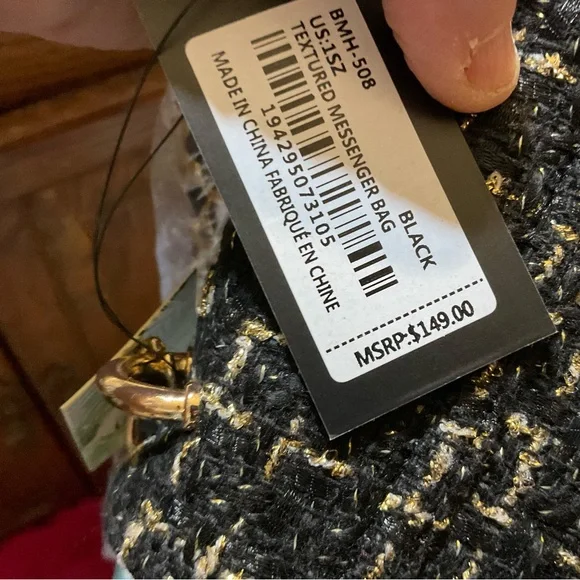 BMH-508
US:1SZ
TEXTURED MESSENGER BAG
BLACK
194295073105
MADE IN CHINA FABRIQUÉ EN CHINE
MSRP:$149.00